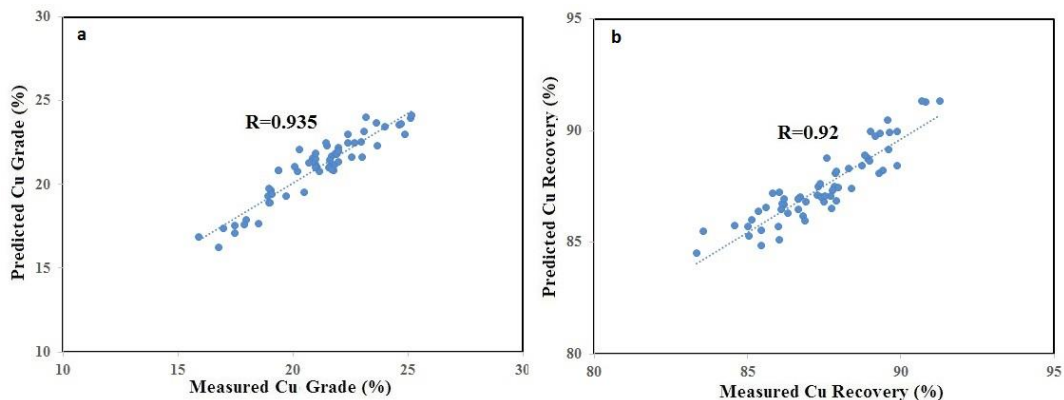 a
R=0.935
Predicted Cu Grade (%)
30
25
20
15
10
10 15 20 25 30
Measured Cu Grade (%)
b
R=0.92
Predicted Cu Recovery (%)
95
90
85
80
80 85 90 95
Measured Cu Recovery (%)